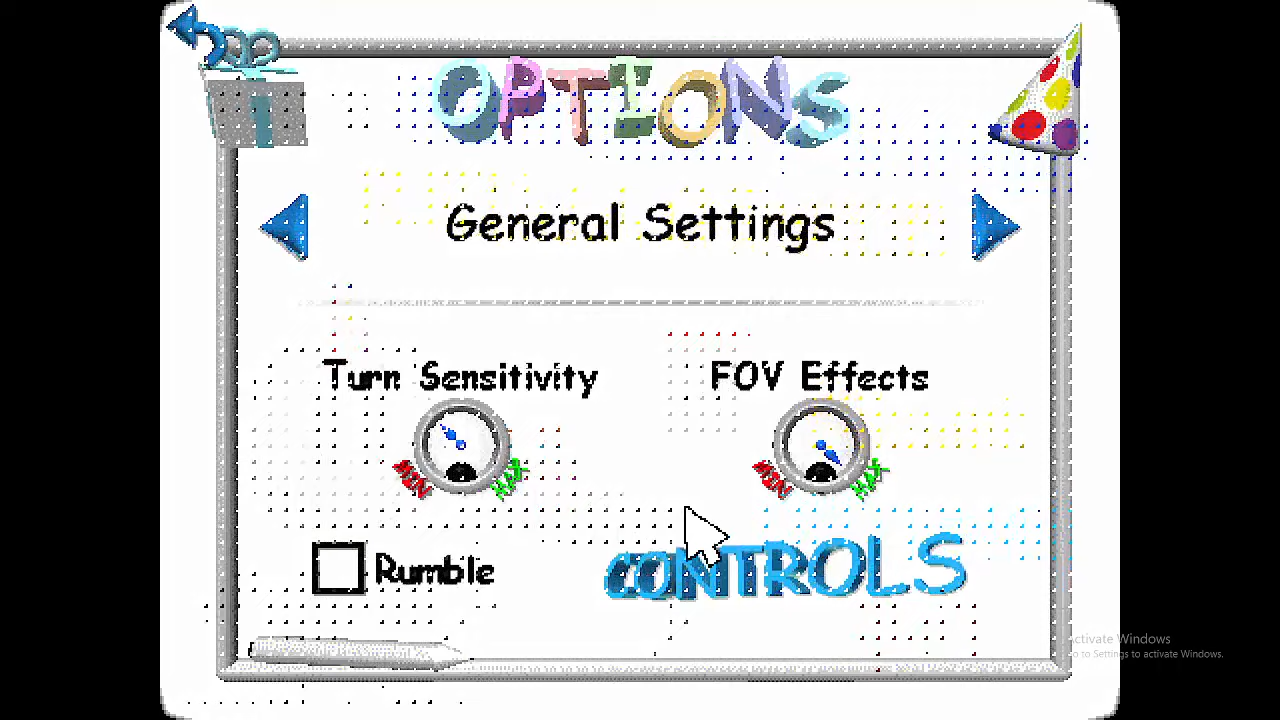 OPTIONS
General Settings
Turn Sensitivity
FOV Effects
MIN
MAX
MIN
MAX
Rumble
CONTROLS
Activate Windows
to Settings to activate Windows.